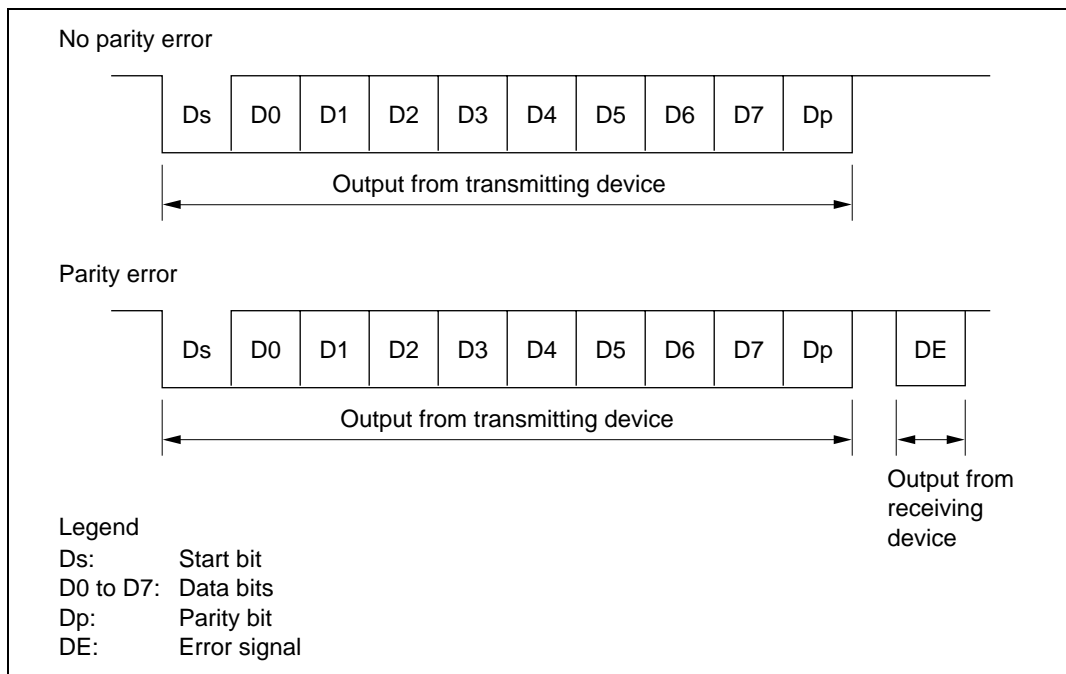 No parity error
Ds D0 D1 D2 D3 D4 D5 D6 D7 Dp
Output from transmitting device
Parity error
Ds D0 D1 D2 D3 D4 D5 D6 D7 Dp DE
Output from transmitting device
Output from
receiving
device
Legend
Ds: Start bit
D0 to D7: Data bits
Dp: Parity bit
DE: Error signal